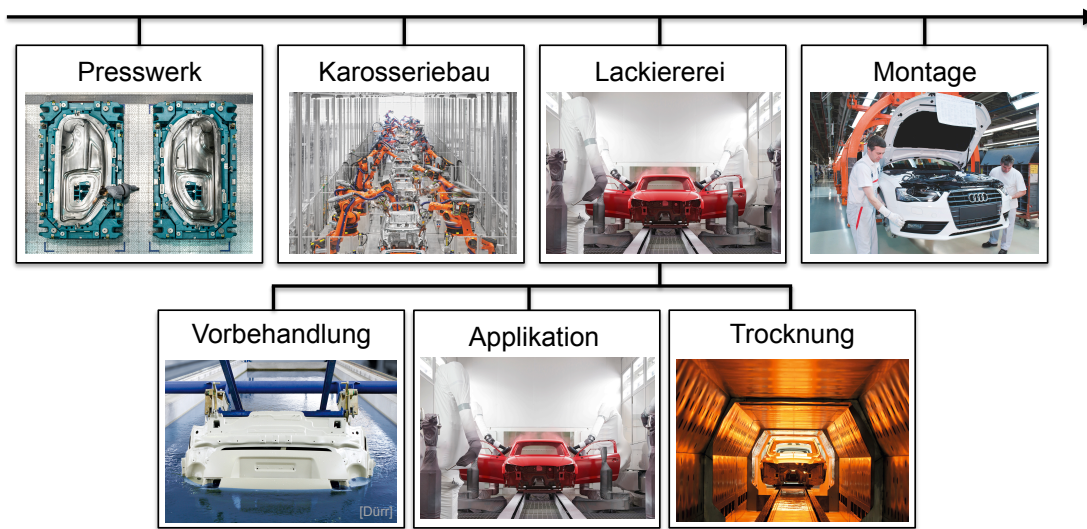 Presswerk
Karosseriebau
Lackiererei
Montage
Vorbehandlung
Applikation
Trocknung
[Dürr]